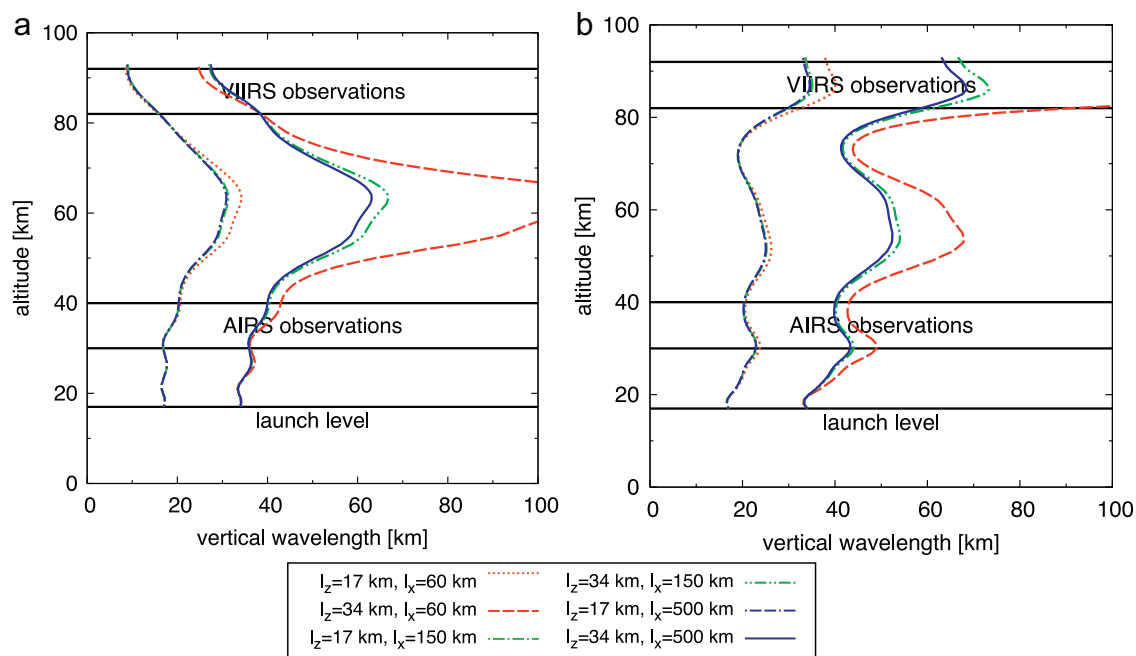 a
b
100
80
60
40
20
0
altitude [km]
VIIRS observations
AIRS observations
launch level
0 20 40 60 80 100
vertical wavelength [km]
100
80
60
40
20
0
altitude [km]
VIIRS observations
AIRS observations
launch level
0 20 40 60 80 100
vertical wavelength [km]
l_z=17 km, l_x=60 km
l_z=34 km, l_x=60 km
l_z=17 km, l_x=150 km
l_z=34 km, l_x=150 km
l_z=17 km, l_x=500 km
l_z=34 km, l_x=500 km